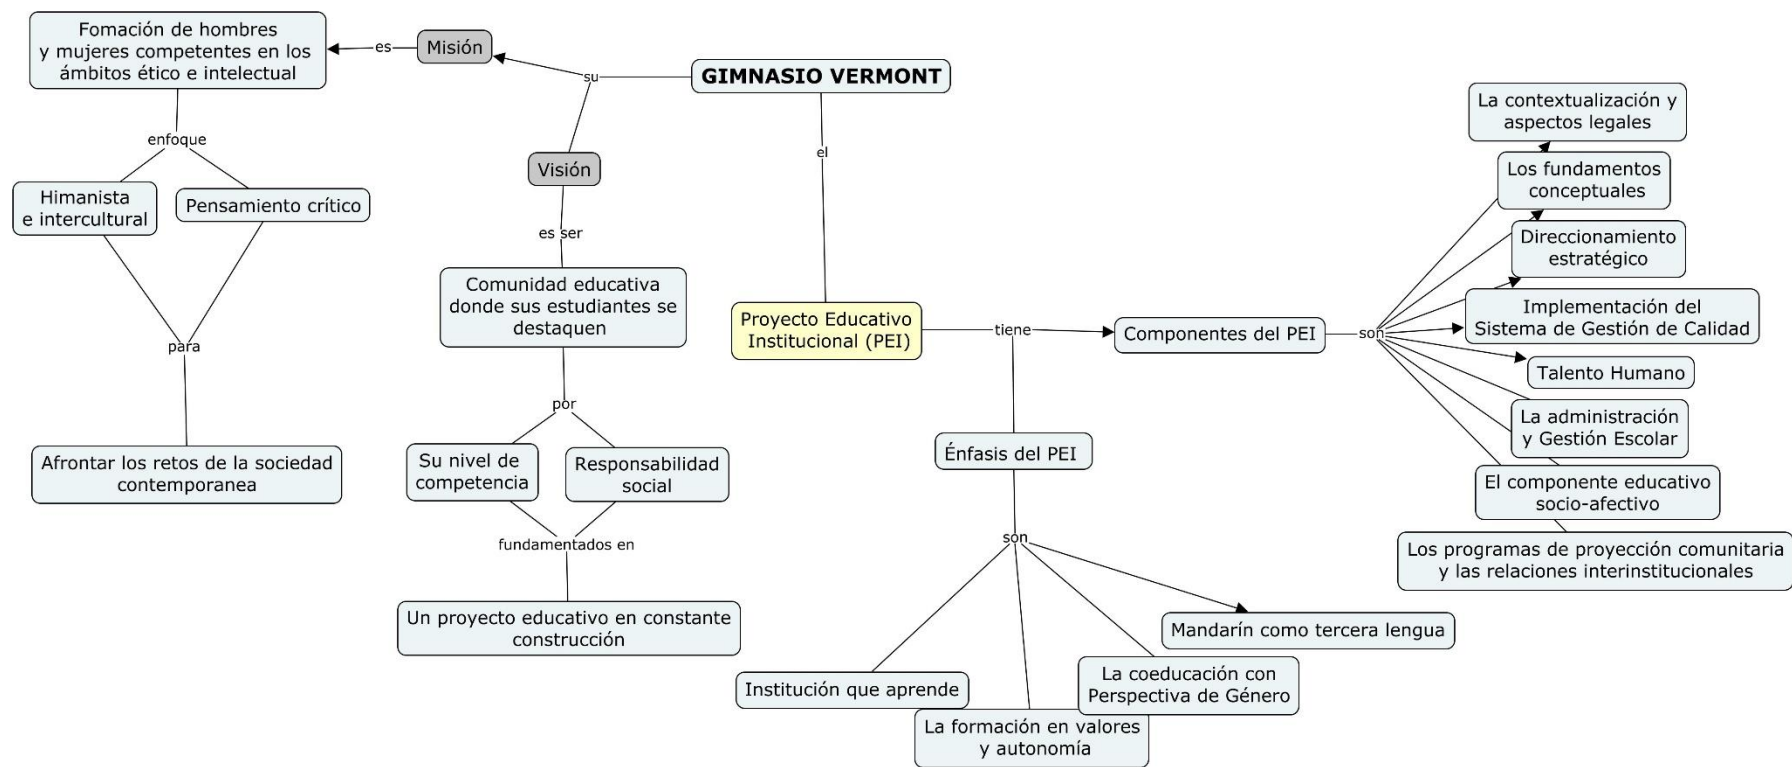 GIMNASIO VERMONT
su
Misión
es
Fomación de hombres
y mujeres competentes en los
ámbitos ético e intelectual
enfoque
Himanista
e intercultural
Pensamiento crítico
para
Afrontar los retos de la sociedad
contemporanea
Visión
es ser
Comunidad educativa
donde sus estudiantes se
destaquen
por
Su nivel de
competencia
Responsabilidad
social
fundamentados en
Un proyecto educativo en constante
construcción
el
Proyecto Educativo
Institucional (PEI)
tiene
Énfasis del PEI
son
Institución que aprende
La formación en valores
y autonomía
La coeducación con
Perspectiva de Género
Mandarín como tercera lengua
Componentes del PEI
son
La contextualización y
aspectos legales
Los fundamentos
conceptuales
Direccionamiento
estratégico
Implementación del
Sistema de Gestión de Calidad
Talento Humano
La administración
y Gestión Escolar
El componente educativo
socio-afectivo
Los programas de proyección comunitaria
y las relaciones interinstitucionales